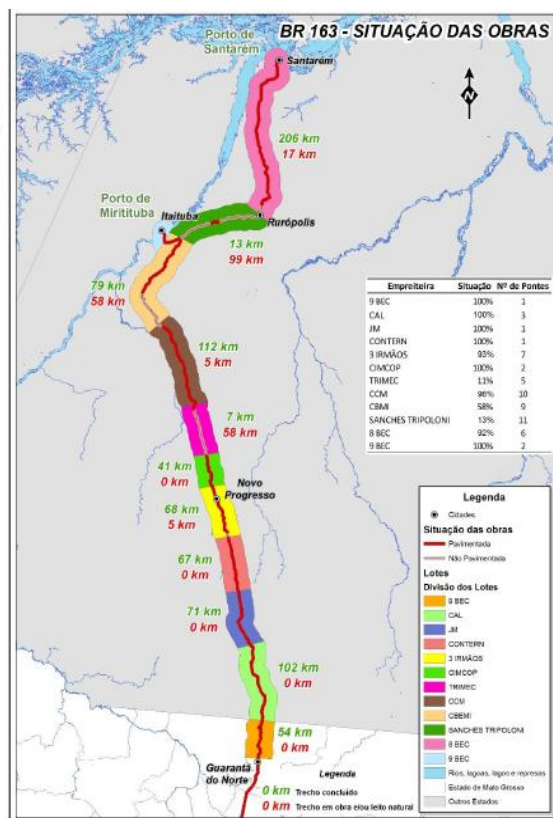 BR 163 - SITUAÇÃO DAS OBRAS
Porto de
Santarém
Santarém
N
206 km
17 km
Porto de
Miritituba
Itaituba
Rurópolis
13 km
99 km
79 km
58 km
Empreiteira Situação Nº de Pontes
9 BEC 100% 1
CAL 100% 3
JM 100% 1
CONTERN 100% 1
3 IRMÃOS 93% 7
CIMCOP 100% 2
TRIMEC 11% 5
CCM 96% 10
CBMI 58% 9
SANCHES TRIPOLONI 13% 11
8 BEC 92% 6
9 BEC 100% 2
112 km
5 km
7 km
58 km
41 km
0 km
Novo
Progresso
68 km
5 km
67 km
0 km
71 km
0 km
102 km
0 km
54 km
0 km
Guarantã
do Norte
Legenda
0 km Trecho concluído
0 km Trecho em obra e/ou leito natural
Legenda
Cidades
Situação das obras
Pavimentada
Não Pavimentada
Lotes
Divisão dos Lotes
9 BEC
CAL
JM
CONTERN
3 IRMÃOS
CIMCOP
TRIMEC
CCM
CBEMI
SANCHES TRIPOLONI
8 BEC
9 BEC
Rios, lagoas, lagos e represas
Estado de Mato Grosso
Outros Estados